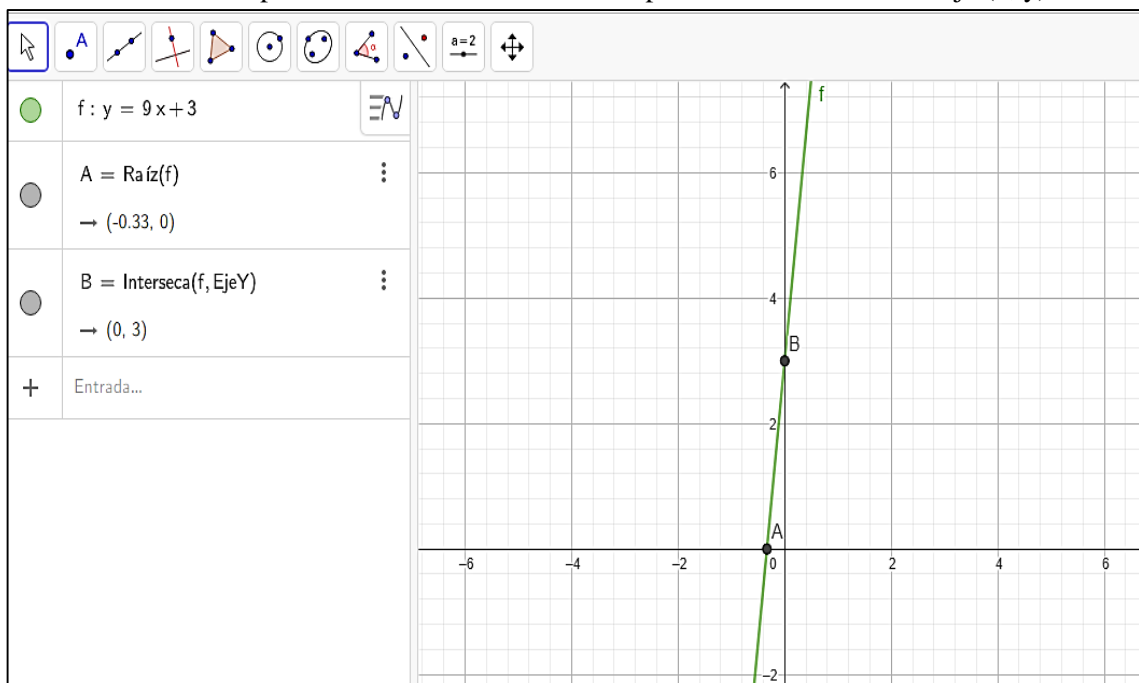 A
α
a=2
f : y = 9 x + 3
A = Raíz(f)
→ (-0.33, 0)
B = Interseca(f, EjeY)
→ (0, 3)
+ Entrada...
f
6
4
B
2
A
-6 -4 -2 0 2 4 6
-2